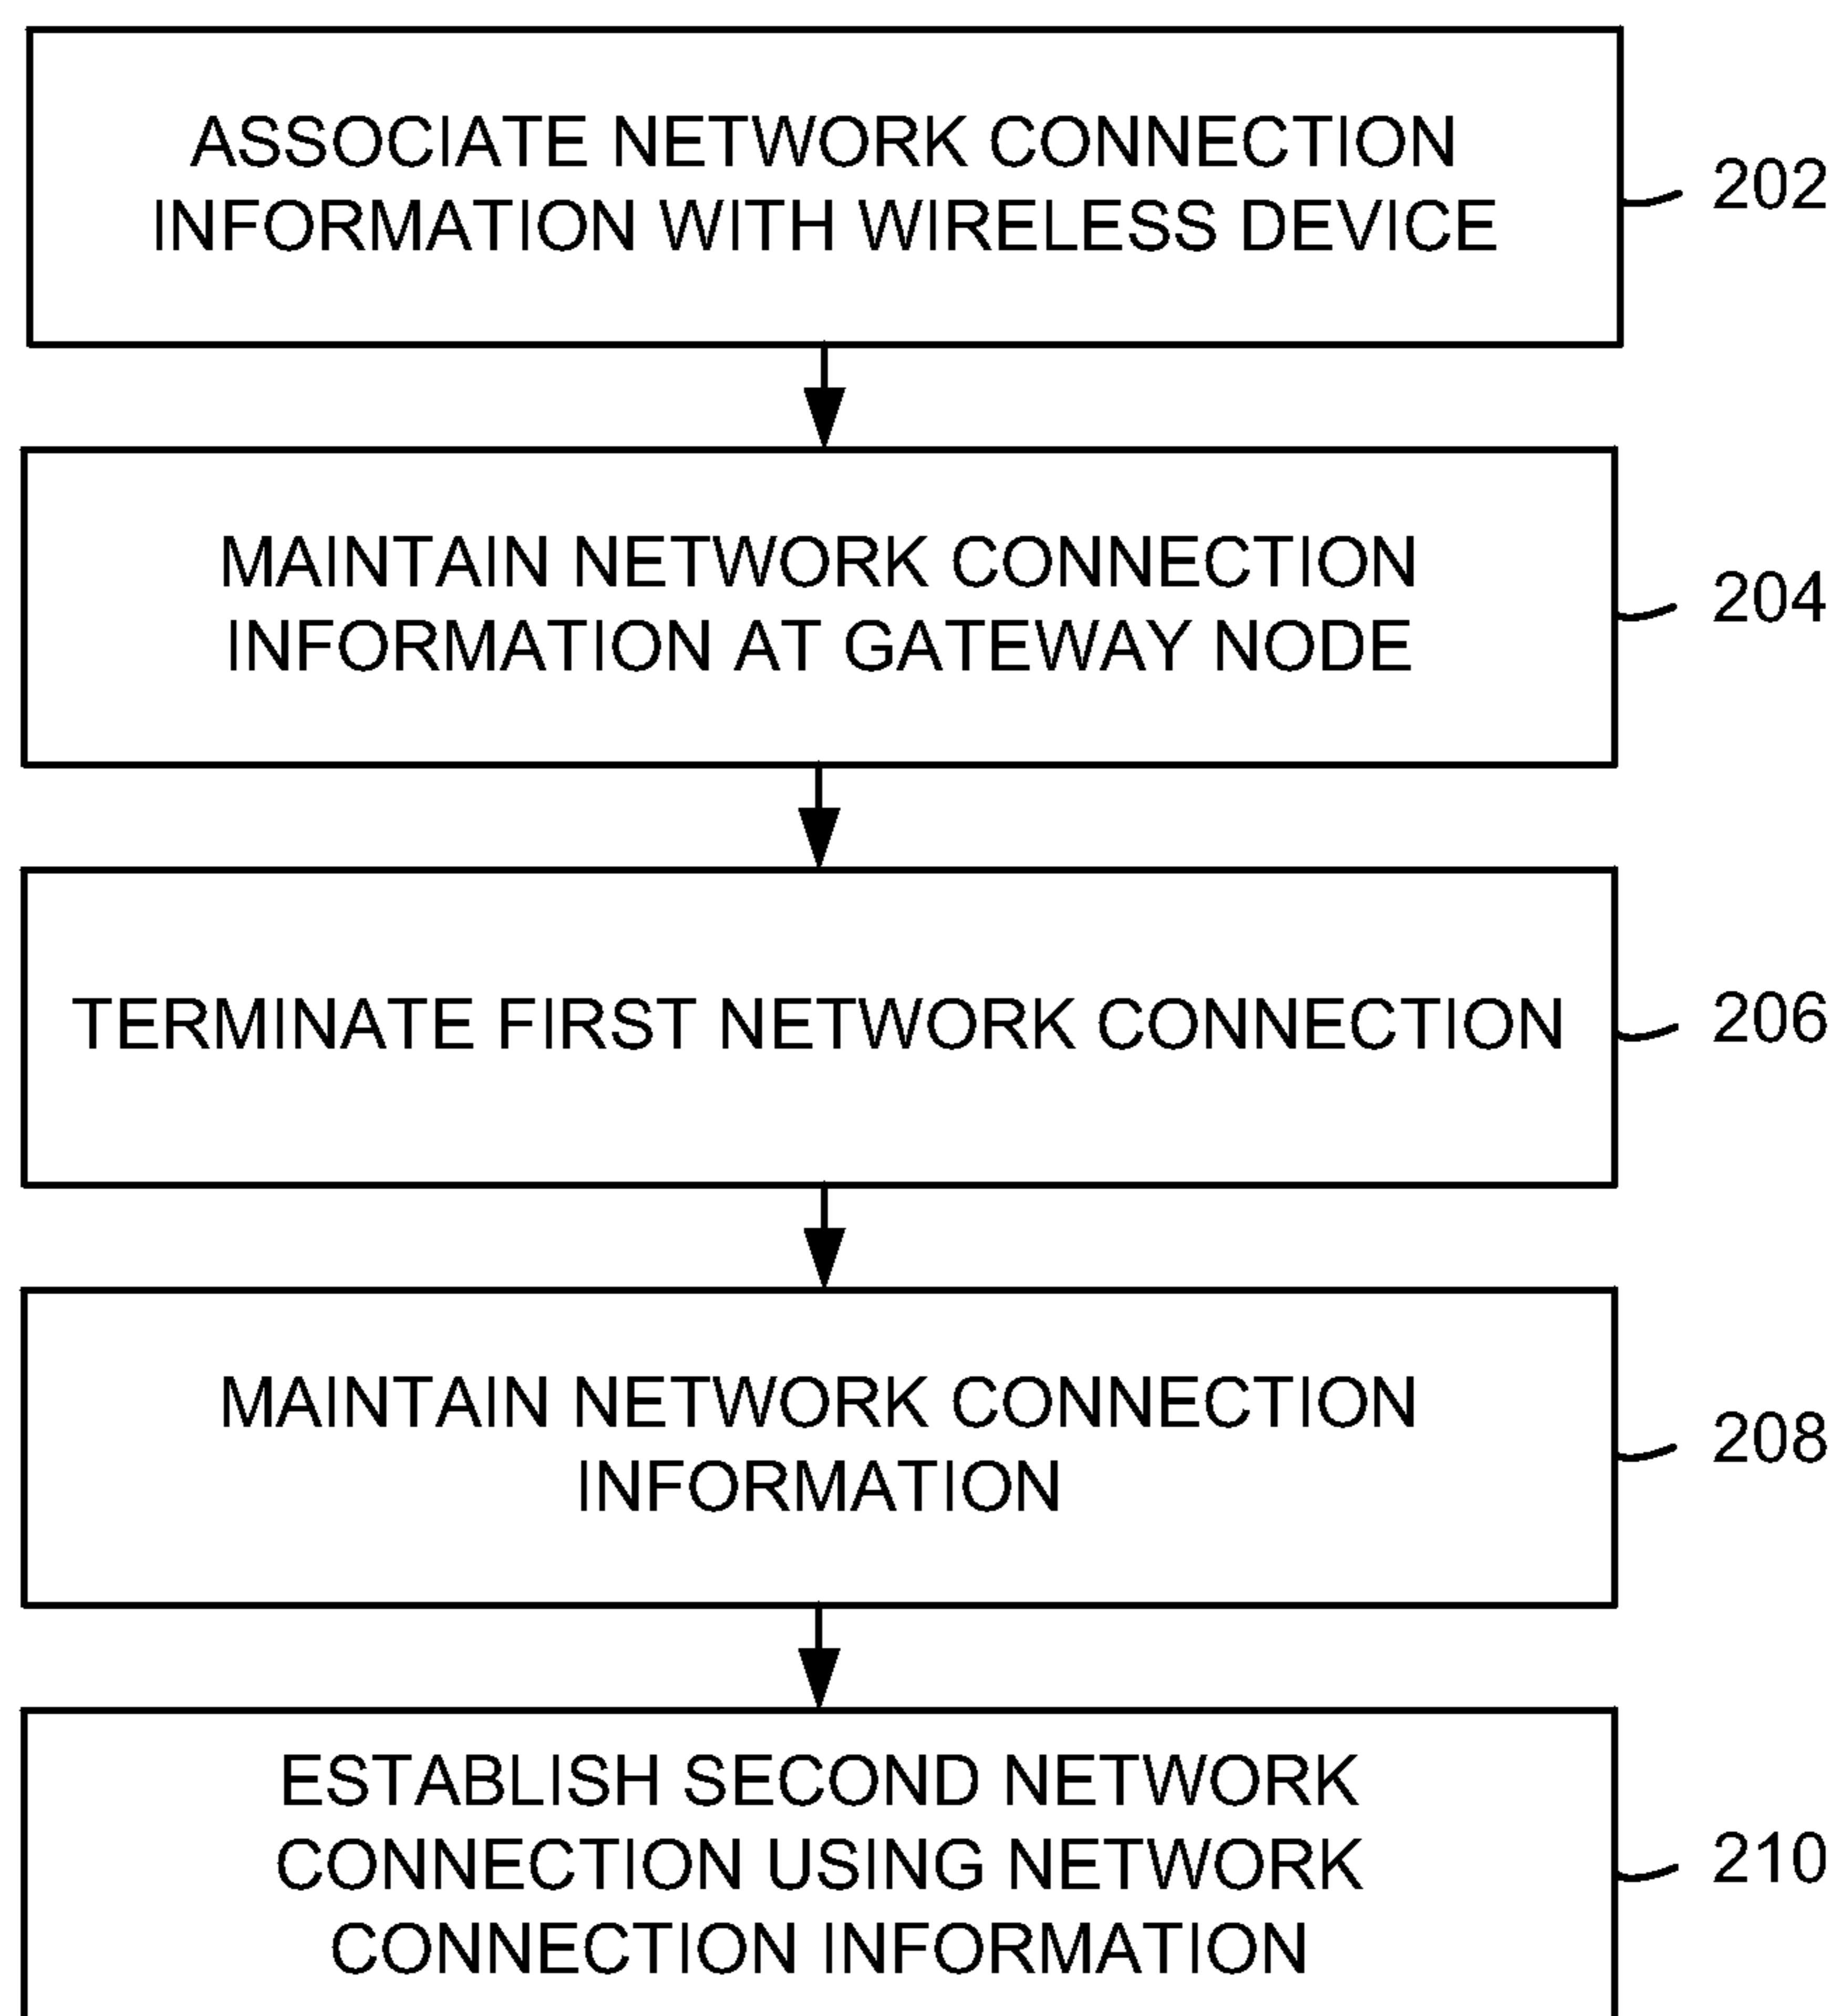 ASSOCIATE NETWORK CONNECTION
INFORMATION WITH WIRELESS DEVICE
202
MAINTAIN NETWORK CONNECTION
INFORMATION AT GATEWAY NODE
204
TERMINATE FIRST NETWORK CONNECTION
206
MAINTAIN NETWORK CONNECTION
INFORMATION
208
ESTABLISH SECOND NETWORK
CONNECTION USING NETWORK
CONNECTION INFORMATION
210